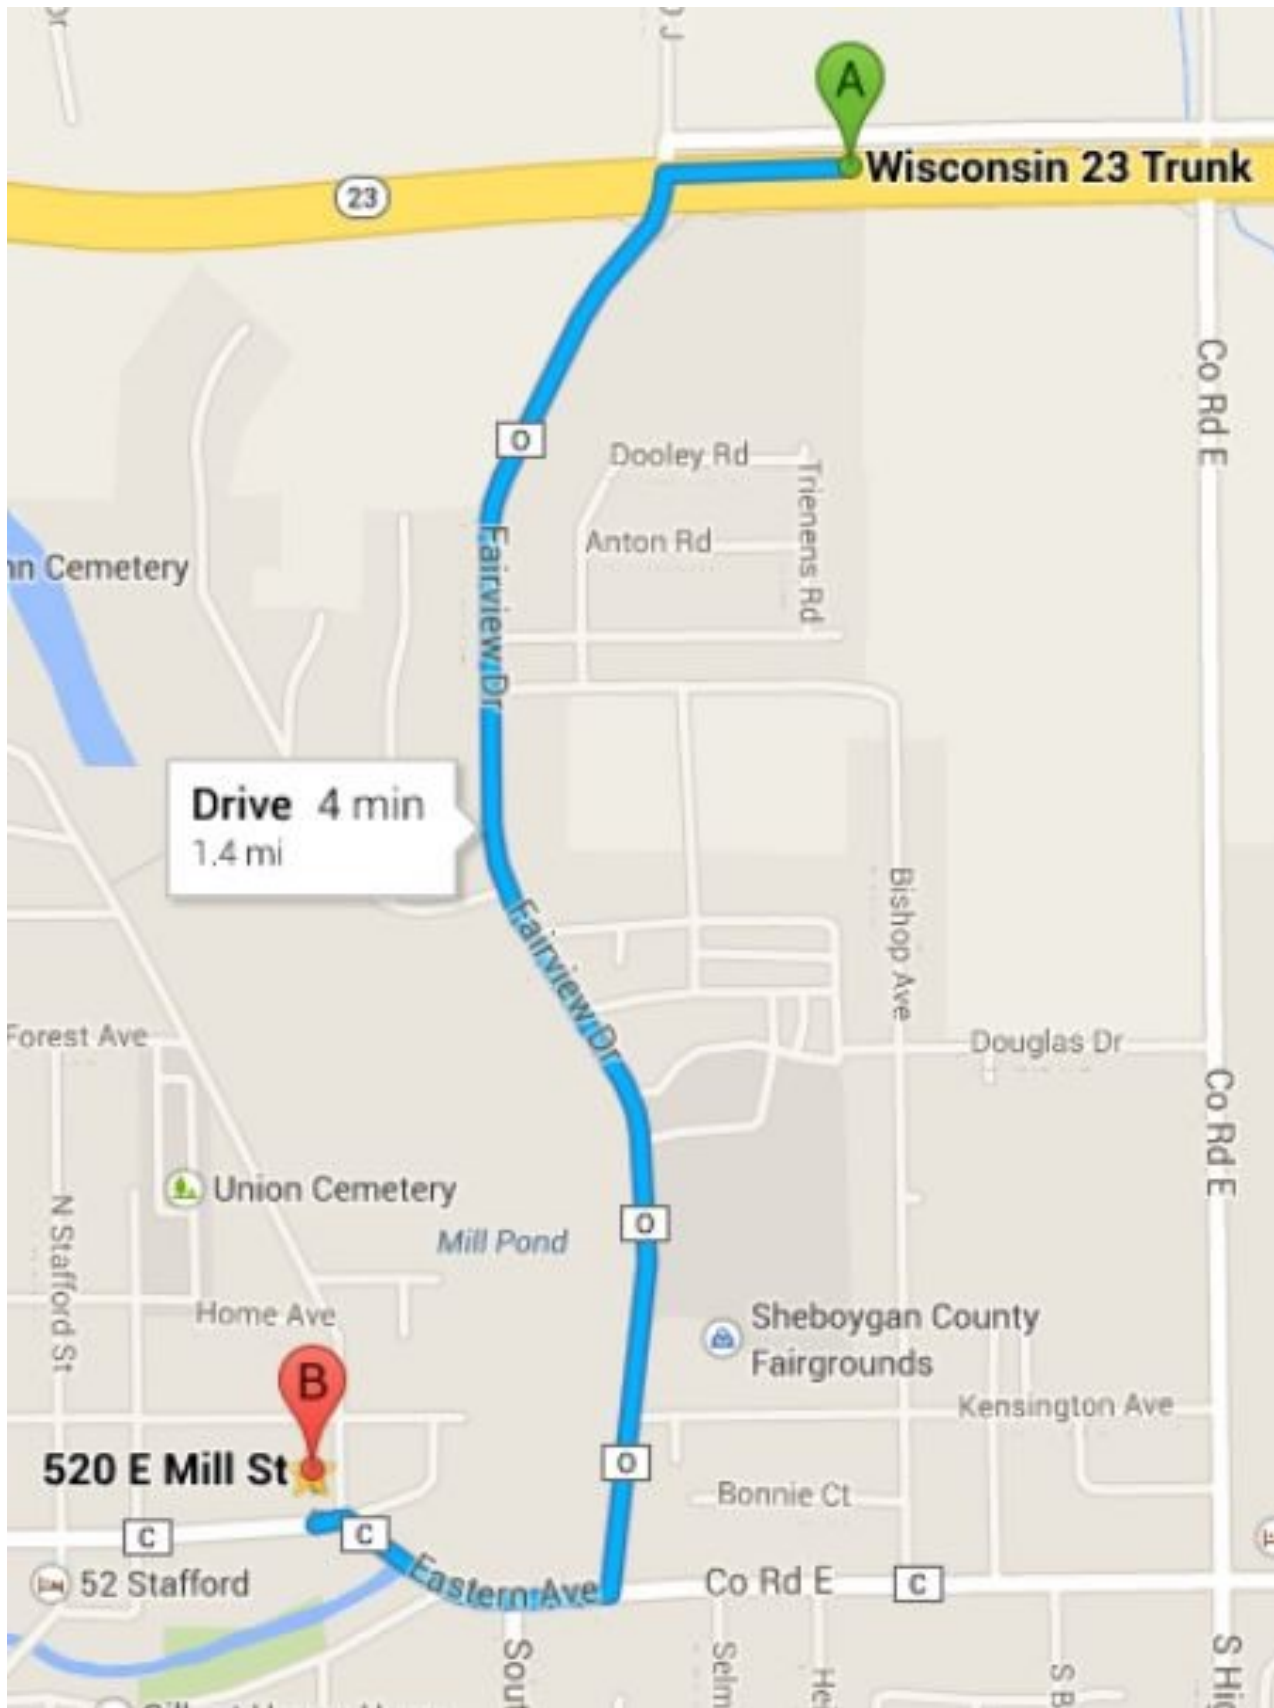 J
A
Wisconsin 23 Trunk
23
Co Rd E
O
Dooley Rd
Trienens Rd
Anton Rd
Fairview Dr
Cemetery
Drive 4 min
1.4 mi
Bishop Ave
Fairview Dr
Forest Ave
Douglas Dr
Co Rd E
Union Cemetery
N Stafford St
O
Mill Pond
Home Ave
Sheboygan County
Fairgrounds
B
Kensington Ave
520 E Mill St
O
Bonnie Ct
C
C
52 Stafford
Eastern Ave
Co Rd E
C
S